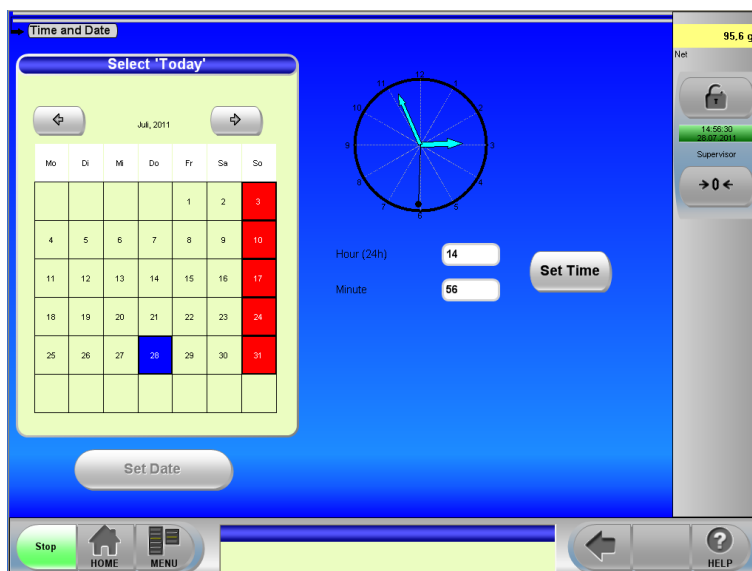 Time and Date
95,6 g
Net
Select 'Today'
Juli, 2011
Mo Di Mi Do Fr Sa So
1 2 3
4 5 6 7 8 9 10
11 12 13 14 15 16 17
18 19 20 21 22 23 24
25 26 27 28 29 30 31
Set Date
12
1
2
3
4
5
6
7
8
9
10
11
Hour (24h) 14
Minute 56
Set Time
14:56:30
28.07.2011
Supervisor
→0←
Stop
HOME
MENU
?
HELP